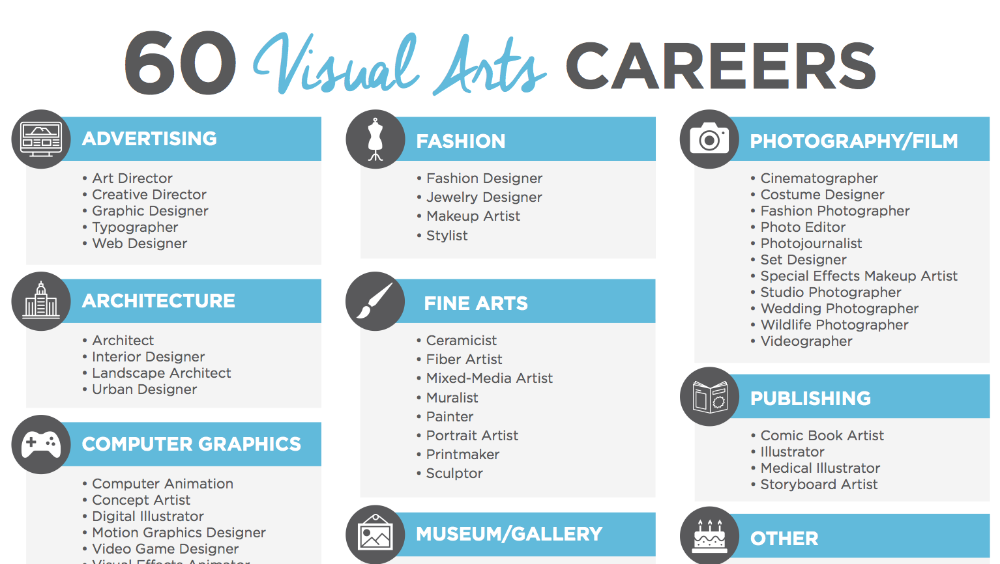 60 Visual Arts CAREERS
ADVERTISING
• Art Director
• Creative Director
• Graphic Designer
• Typographer
• Web Designer
ARCHITECTURE
• Architect
• Interior Designer
• Landscape Architect
• Urban Designer
COMPUTER GRAPHICS
• Computer Animation
• Concept Artist
• Digital Illustrator
• Motion Graphics Designer
• Video Game Designer
• Visual Effects Animator
FASHION
• Fashion Designer
• Jewelry Designer
• Makeup Artist
• Stylist
FINE ARTS
• Ceramicist
• Fiber Artist
• Mixed-Media Artist
• Muralist
• Painter
• Portrait Artist
• Printmaker
• Sculptor
MUSEUM/GALLERY
PHOTOGRAPHY/FILM
• Cinematographer
• Costume Designer
• Fashion Photographer
• Photo Editor
• Photojournalist
• Set Designer
• Special Effects Makeup Artist
• Studio Photographer
• Wedding Photographer
• Wildlife Photographer
• Videographer
PUBLISHING
• Comic Book Artist
• Illustrator
• Medical Illustrator
• Storyboard Artist
OTHER